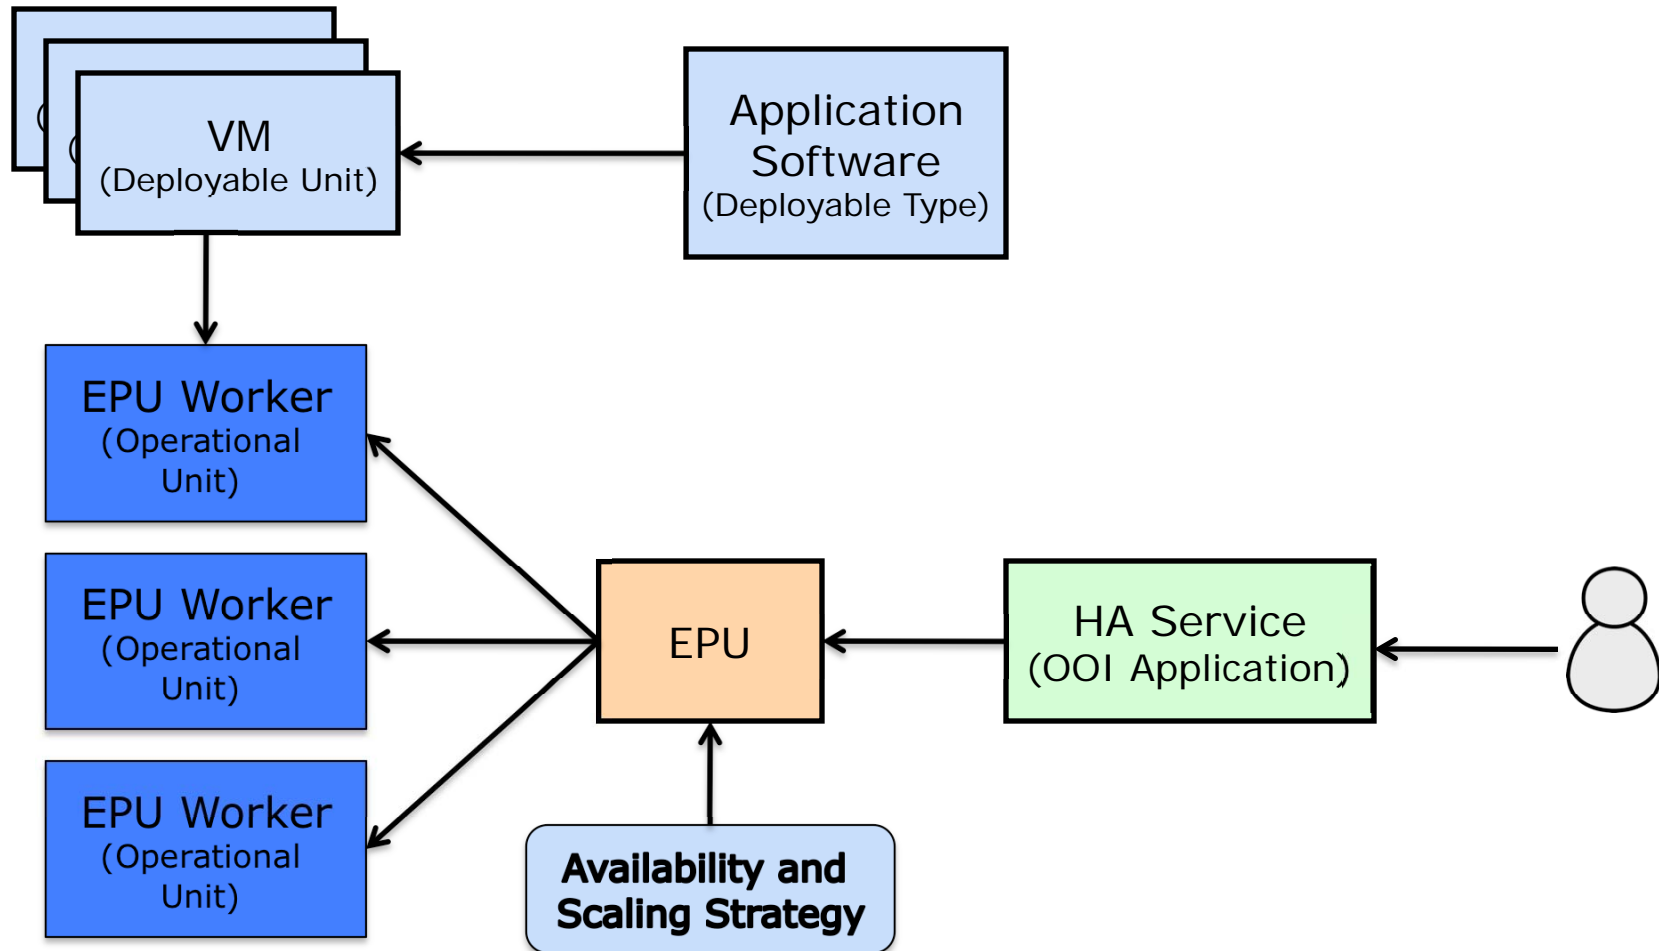 VM
(Deployable Unit)
Application
Software
(Deployable Type)
EPU Worker
(Operational
Unit)
EPU Worker
(Operational
Unit)
EPU Worker
(Operational
Unit)
EPU
HA Service
(OOI Application)
Availability and
Scaling Strategy